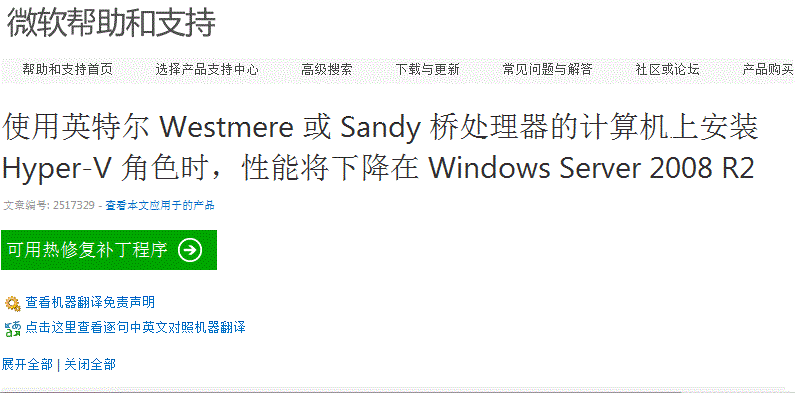 微软帮助和支持
帮助和支持首页 选择产品支持中心 高级搜索 下载与更新 常见问题与解答 社区或论坛 产品购买
使用英特尔 Westmere 或 Sandy 桥处理器的计算机上安装
Hyper-V 角色时，性能将下降在 Windows Server 2008 R2
文章编号: 2517329 - 查看本文应用于的产品
可用热修复补丁程序
查看机器翻译免责声明
点击这里查看逐句中英文对照机器翻译
展开全部 | 关闭全部